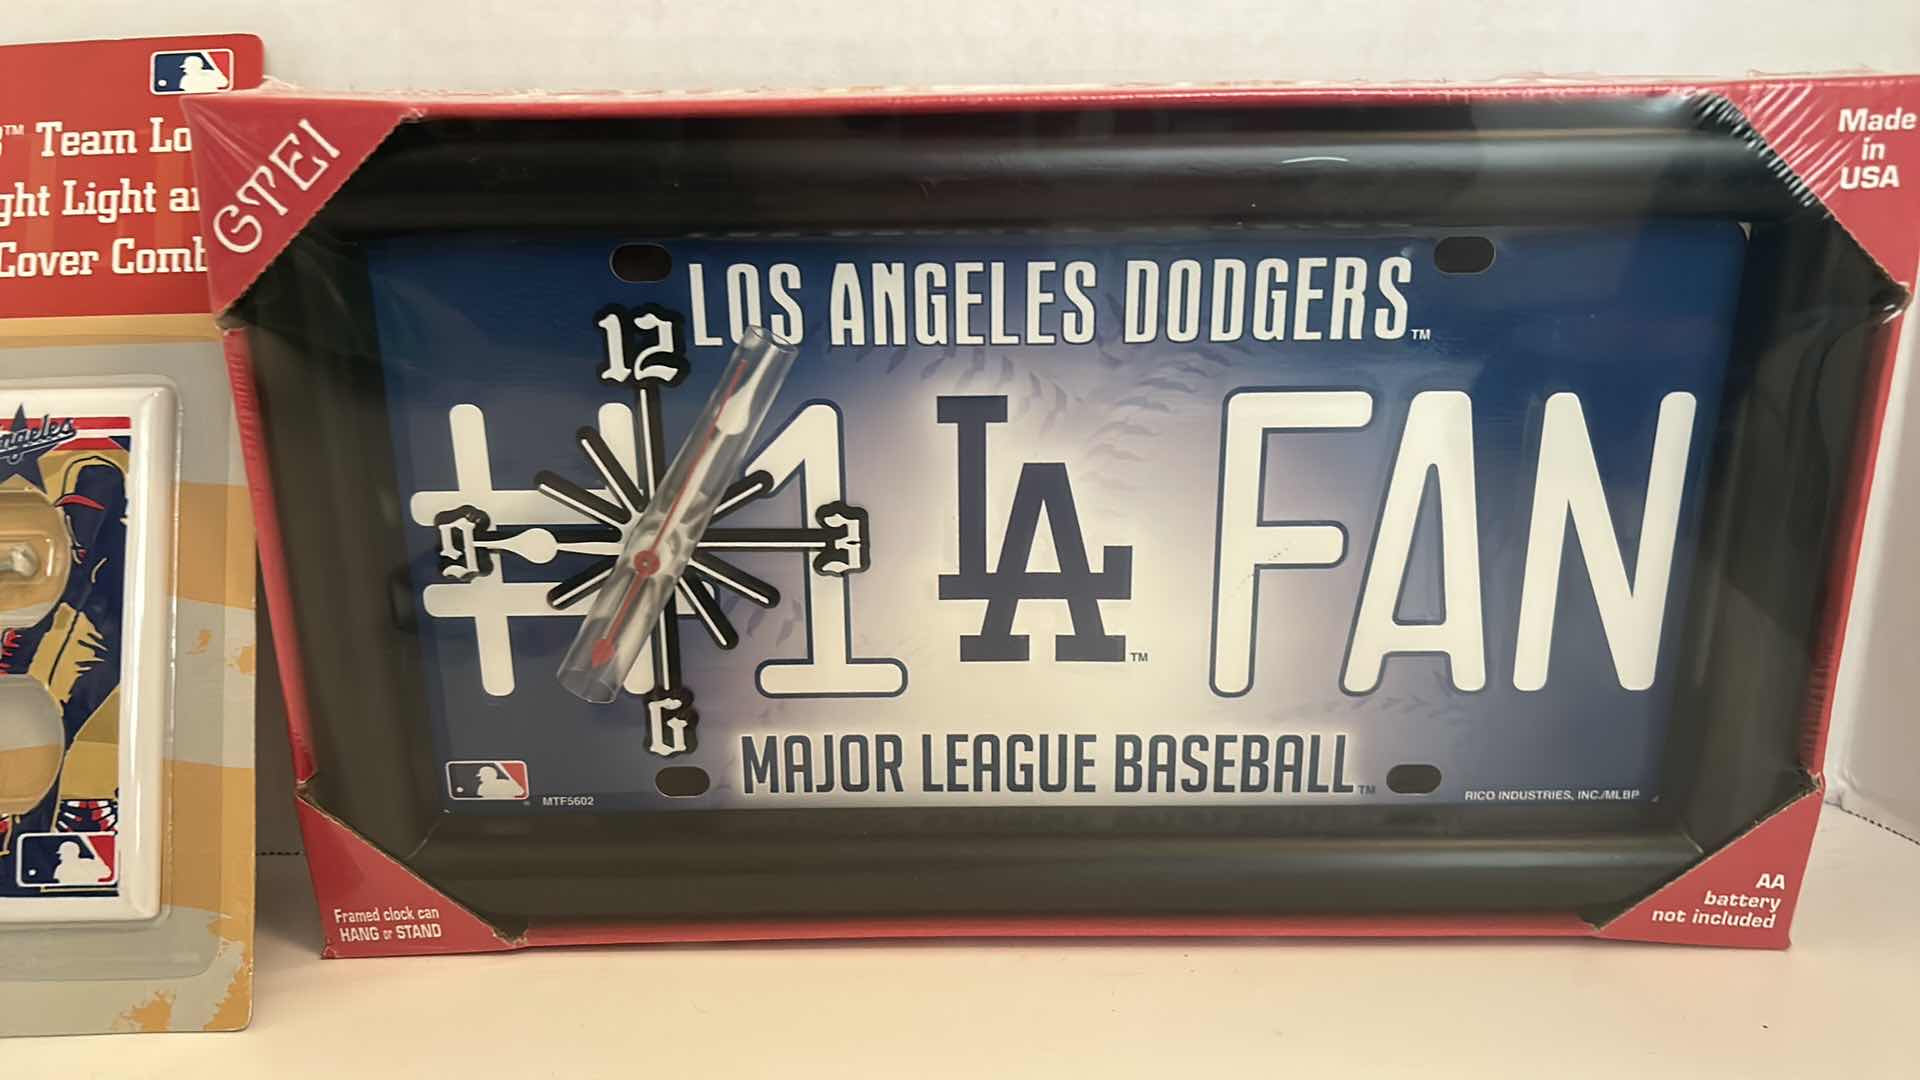 ™ Team Lo
ght Light a
Cover Comb
ngeles
GTEI
Made
in
USA
LOS ANGELES DODGERS™
12
9
3
6
#1 LA™ FAN
MAJOR LEAGUE BASEBALL™
MTF5602
RICO INDUSTRIES, INC./MLBP
Framed clock can
HANG or STAND
AA
battery
not included